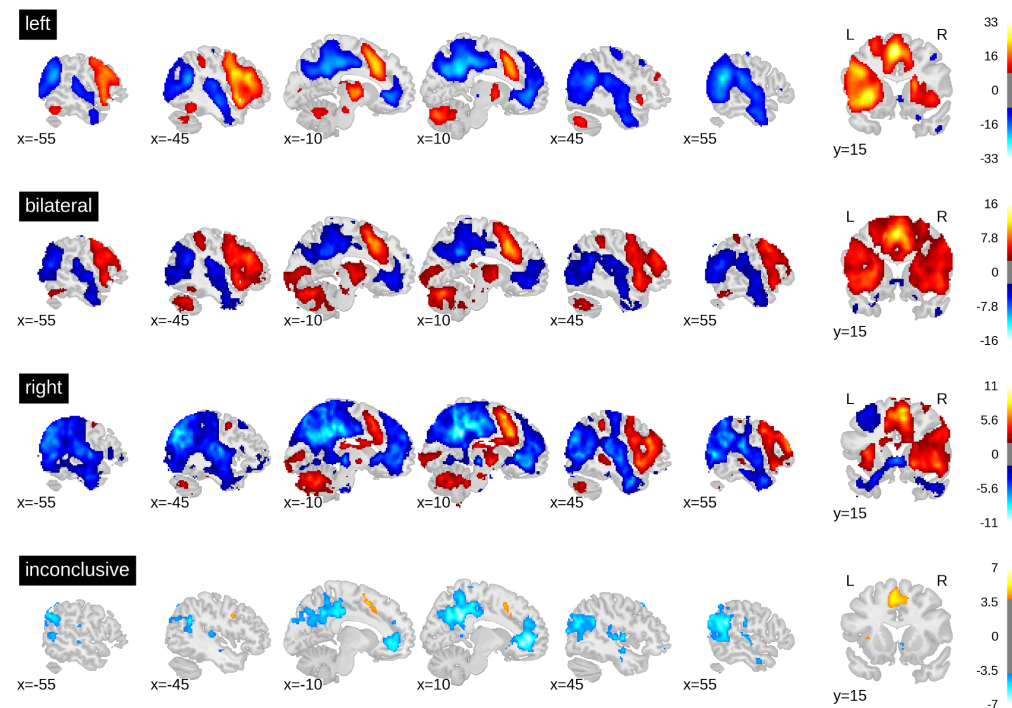 left
L R
33
16
0
-16
-33
x=-55 x=-45 x=-10 x=10 x=45 x=55 y=15
bilateral
L R
16
7.8
0
-7.8
-16
x=-55 x=-45 x=-10 x=10 x=45 x=55 y=15
right
L R
11
5.6
0
-5.6
-11
x=-55 x=-45 x=-10 x=10 x=45 x=55 y=15
inconclusive
L R
7
3.5
0
-3.5
-7
x=-55 x=-45 x=-10 x=10 x=45 x=55 y=15